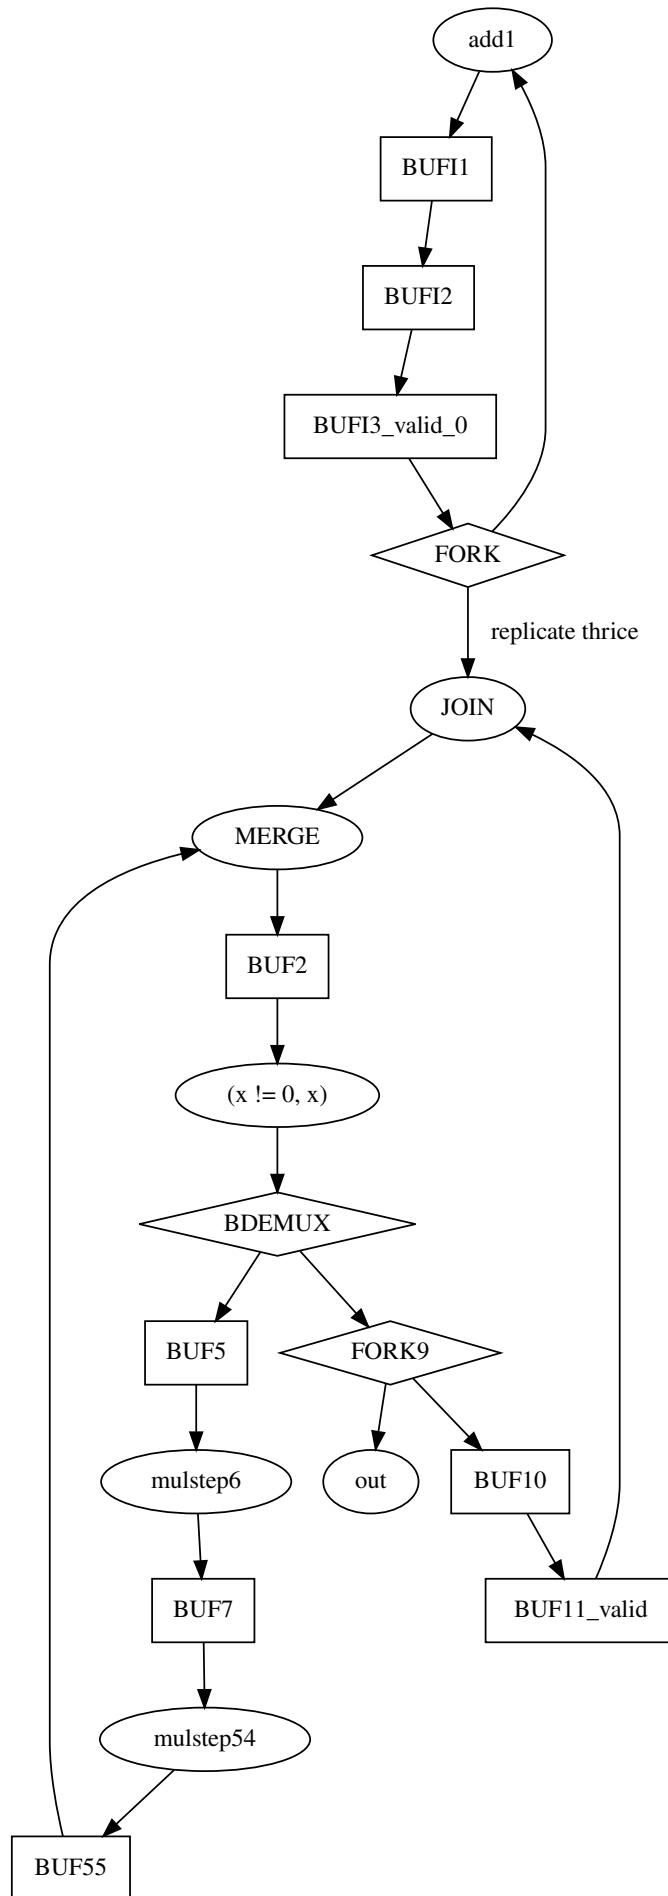 add1
BUFI1
BUFI2
BUFI3_valid_0
FORK
replicate thrice
JOIN
MERGE
BUF2
(x != 0, x)
BDEMUX
BUF5
FORK9
mulstep6
out
BUF10
BUF7
BUF11_valid
mulstep54
BUF55